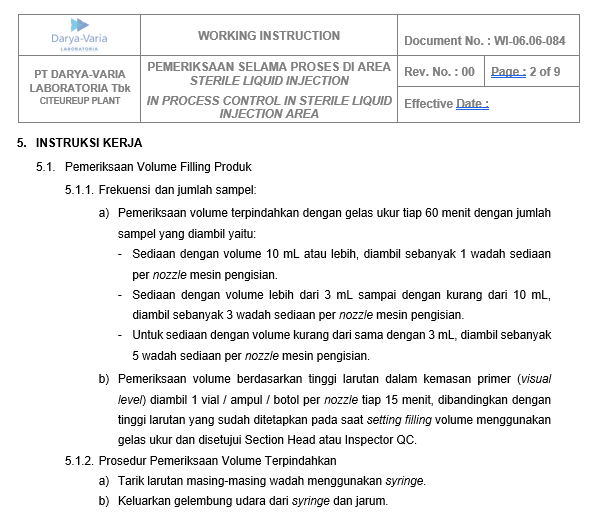 Darya-Varia
LABORATORIA
PT DARYA-VARIA
LABORATORIA Tbk
CITEUREUP PLANT
WORKING INSTRUCTION
PEMERIKSAAN SELAMA PROSES DI AREA
STERILE LIQUID INJECTION
IN PROCESS CONTROL IN STERILE LIQUID
INJECTION AREA
Document No. : WI-06.06-084
Rev. No. : 00
Page : 2 of 9
Effective Date :
5. INSTRUKSI KERJA
5.1. Pemeriksaan Volume Filling Produk
5.1.1. Frekuensi dan jumlah sampel:
a) Pemeriksaan volume terpindahkan dengan gelas ukur tiap 60 menit dengan jumlah
sampel yang diambil yaitu:
- Sediaan dengan volume 10 mL atau lebih, diambil sebanyak 1 wadah sediaan
per nozzle mesin pengisian.
- Sediaan dengan volume lebih dari 3 mL sampai dengan kurang dari 10 mL,
diambil sebanyak 3 wadah sediaan per nozzle mesin pengisian.
- Untuk sediaan dengan volume kurang dari sama dengan 3 mL, diambil sebanyak
5 wadah sediaan per nozzle mesin pengisian.
b) Pemeriksaan volume berdasarkan tinggi larutan dalam kemasan primer (visual
level) diambil 1 vial / ampul / botol per nozzle tiap 15 menit, dibandingkan dengan
tinggi larutan yang sudah ditetapkan pada saat setting filling volume menggunakan
gelas ukur dan disetujui Section Head atau Inspector QC.
5.1.2. Prosedur Pemeriksaan Volume Terpindahkan
a) Tarik larutan masing-masing wadah menggunakan syringe.
b) Keluarkan gelembung udara dari syringe dan jarum.